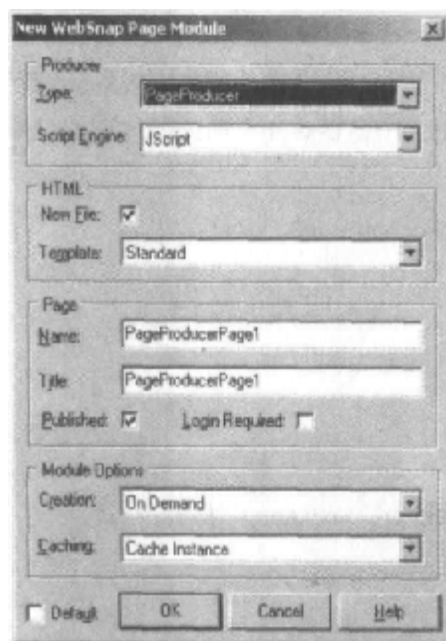 New WebSnap Page Module
Producer
Type: PageProducer
Script Engine: JScript
HTML
New File:
Template: Standard
Page
Name: PageProducerPage1
Title: PageProducerPage1
Published: Login Required:
Module Options
Creation: On Demand
Caching: Cache Instance
Default OK Cancel Help